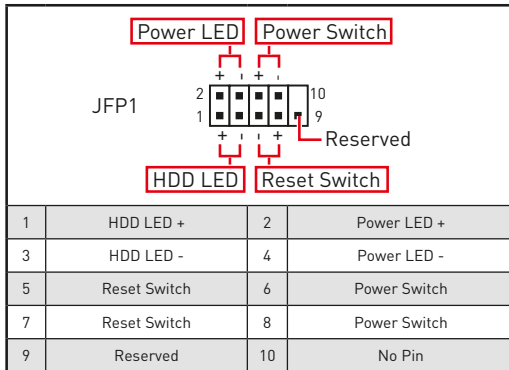 Power LED Power Switch
+ - + -
JFP1
2 10
1 9
+ - - +
Reserved
HDD LED Reset Switch
1 HDD LED + 2 Power LED +
3 HDD LED - 4 Power LED -
5 Reset Switch 6 Power Switch
7 Reset Switch 8 Power Switch
9 Reserved 10 No Pin